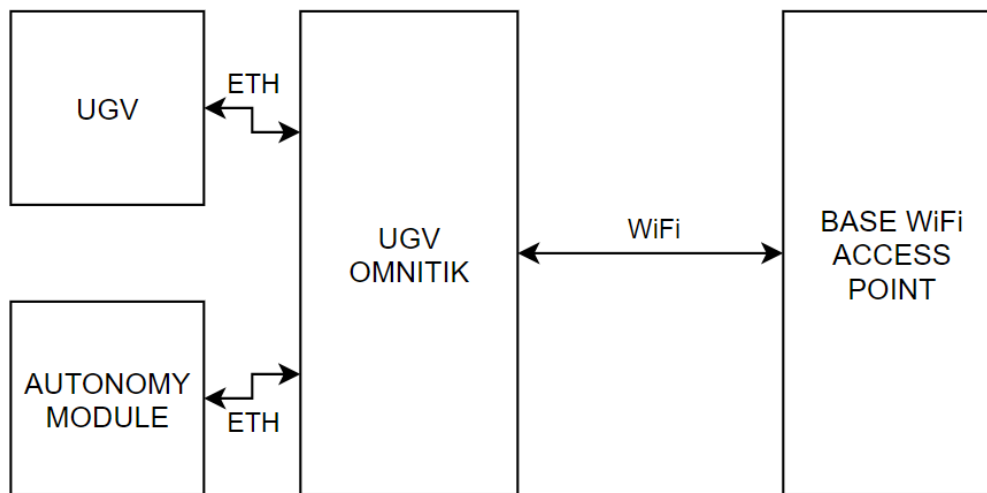 UGV
ETH
UGV
OMNITIK
WiFi
BASE WiFi
ACCESS
POINT
AUTONOMY
MODULE
ETH